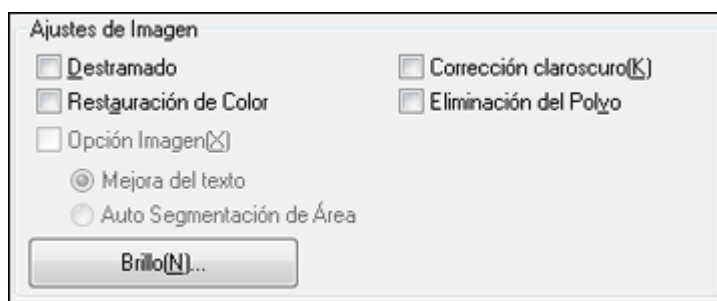 Ajustes de Imagen
Destramado
Corrección claroscuro(K)
Restauración de Color
Eliminación del Polvo
Opción Imagen(X)
Mejora del texto
Auto Segmentación de Área
Brillo(N)...